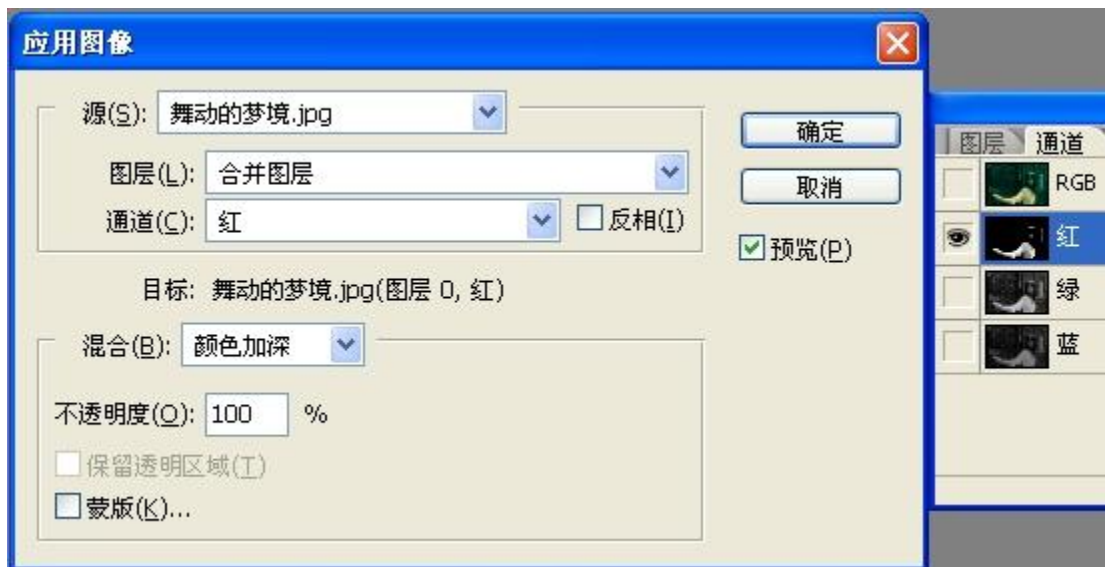 应用图像
源(S): 舞动的梦境.jpg
图层(L): 合并图层
通道(C): 红 反相(I)
目标: 舞动的梦境.jpg(图层 0, 红)
混合(B): 颜色加深
不透明度(O): 100 %
保留透明区域(T)
蒙版(K)...
确定
取消
预览(P)
图层 通道
RGB
红
绿
蓝